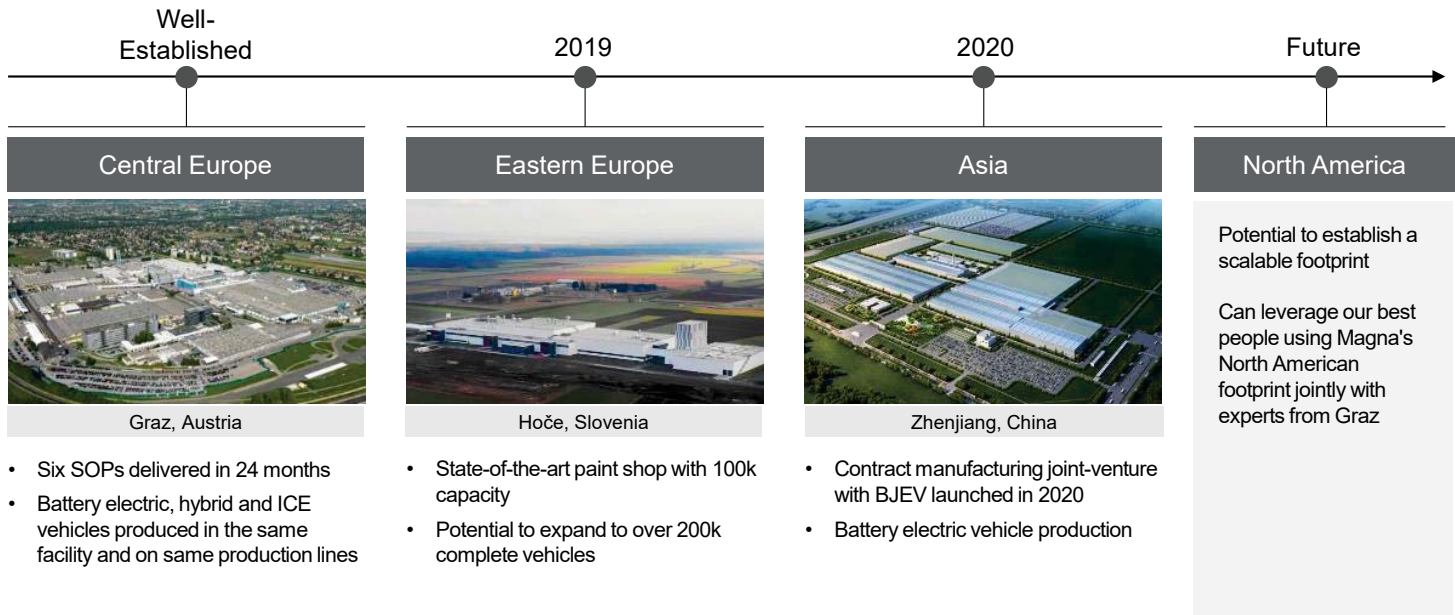 Well-
Established
2019
2020
Future
Central Europe
Eastern Europe
Asia
North America
Graz, Austria
• Six SOPs delivered in 24 months
• Battery electric, hybrid and ICE
vehicles produced in the same
facility and on same production lines
Hoče, Slovenia
• State-of-the-art paint shop with 100k
capacity
• Potential to expand to over 200k
complete vehicles
Zhenjiang, China
• Contract manufacturing joint-venture
with BJEV launched in 2020
• Battery electric vehicle production
Potential to establish a
scalable footprint
Can leverage our best
people using Magna's
North American
footprint jointly with
experts from Graz